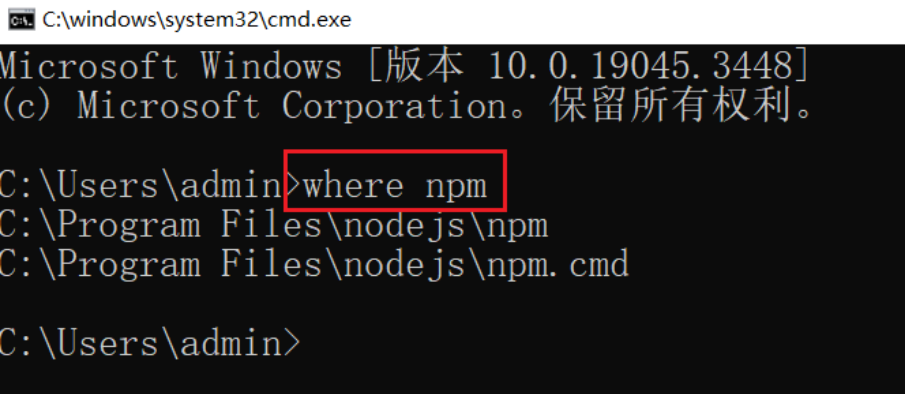 C:\windows\system32\cmd.exe
Microsoft Windows [版本 10.0.19045.3448]
(c) Microsoft Corporation。保留所有权利。
C:\Users\admin>where npm
C:\Program Files\nodejs\npm
C:\Program Files\nodejs\npm.cmd
C:\Users\admin>